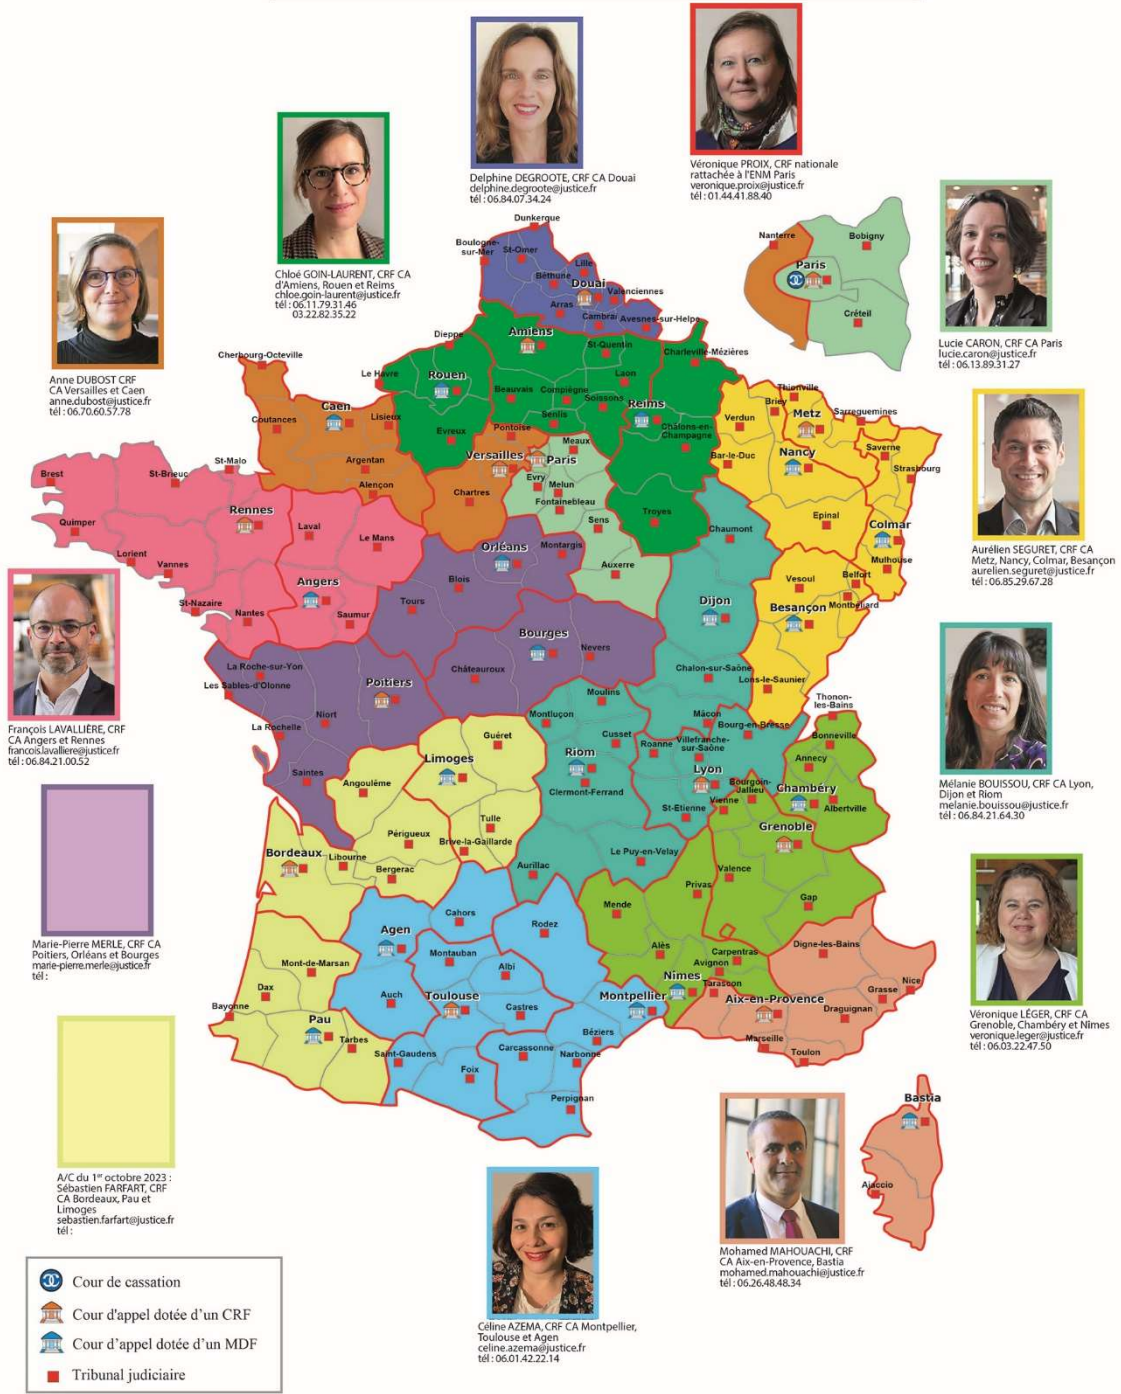 Delphine DEGROOTE, CRF CA Douai
delphine.degroote@justice.fr
tél : 06.84.07.34.24
Véronique PROIX, CRF nationale
rattachée à l'ENM Paris
veronique.proix@justice.fr
tél : 01.44.41.88.40
Chloé GOIN-LAURENT, CRF CA
d'Amiens, Rouen et Reims
chloe.goin-laurent@justice.fr
tél : 06.11.79.31.46
03.22.82.35.22
Lucie CARON, CRF CA Paris
lucie.caron@justice.fr
tél : 06.13.89.31.27
Anne DUBOST CRF
CA Versailles et Caen
anne.dubost@justice.fr
tél : 06.70.60.57.78
Aurélien SEGURET, CRF CA
Metz, Nancy, Colmar, Besançon
aurelien.seguret@justice.fr
tél : 06.85.29.67.28
François LAVALLIÈRE, CRF
CA Angers et Rennes
francois.lavalliere@justice.fr
tél : 06.84.21.00.52
Mélanie BOUISSOU, CRF CA Lyon,
Dijon et Riom
melanie.bouissou@justice.fr
tél : 06.84.21.64.30
Marie-Pierre MERLE, CRF CA
Poitiers, Orléans et Bourges
marie-pierre.merle@justice.fr
tél :
Véronique LÉGER, CRF CA
Grenoble, Chambéry et Nîmes
veronique.leger@justice.fr
tél : 06.03.22.47.50
A/C du 1er octobre 2023 :
Sébastien FARFART, CRF
CA Bordeaux, Pau et
Limoges
sebastien.farfart@justice.fr
tél :
Mohamed MAHOUACHI, CRF
CA Aix-en-Provence, Bastia
mohamed.mahouachi@justice.fr
tél : 06.26.48.48.34
Céline AZEMA, CRF CA Montpellier,
Toulouse et Agen
celine.azema@justice.fr
tél : 06.01.42.22.14
Dunkerque
Boulogne-
sur-Mer
St-Omer
Lille
Béthune
Douai
Valenciennes
Arras
Cambrai
Avesnes-sur-Helpe
Nanterre
Bobigny
Paris
Créteil
Amiens
Dieppe
St-Quentin
Charleville-Mézières
Cherbourg-Octeville
Le Havre
Rouen
Laon
Beauvais
Compiègne
Soissons
Reims
Senlis
Caen
Lisieux
Coutances
Evreux
Pontoise
Meaux
Châlons-en-
Champagne
Thionville
Briey
Metz
Sarreguemines
Verdun
Bar-le-Duc
Nancy
Saverne
Strasbourg
Versailles
Paris
Evry
Melun
Fontainebleau
Argentan
Alençon
Chartres
St-Malo
St-Brieuc
Brest
Rennes
Laval
Le Mans
Quimper
Lorient
Vannes
Troyes
Sens
Chaumont
Epinal
Colmar
Orléans
Montargis
Auxerre
Mulhouse
Vesoul
Belfort
Montbéliard
Besançon
Angers
St-Nazaire
Nantes
Saumur
Blois
Tours
Dijon
Bourges
Nevers
La Roche-sur-Yon
Les Sables-d'Olonne
Poitiers
Châteauroux
Chalon-sur-Saône
Lons-le-Saunier
Moulins
Thonon-
les-Bains
Niort
La Rochelle
Montluçon
Mâcon
Bourg-en-Bresse
Bonneville
Guéret
Cusset
Roanne
Villefranche-
sur-Saône
Annecy
Saintes
Limoges
Riom
Lyon
Angoulême
Clermont-Ferrand
Bourgoin-
Jallieu
Chambéry
Albertville
Vienne
St-Etienne
Tulle
Périgueux
Brive-la-Gaillarde
Grenoble
Bordeaux
Libourne
Bergerac
Aurillac
Le Puy-en-Velay
Valence
Privas
Gap
Mende
Cahors
Rodez
Agen
Montauban
Albi
Alès
Carpentras
Avignon
Digne-les-Bains
Mont-de-Marsan
Dax
Auch
Toulouse
Castres
Montpellier
Nîmes
Tarascon
Aix-en-Provence
Nice
Grasse
Draguignan
Bayonne
Pau
Tarbes
Saint-Gaudens
Foix
Carcassonne
Béziers
Narbonne
Perpignan
Marseille
Toulon
Bastia
Ajaccio
Cour de cassation
Cour d'appel dotée d'un CRF
Cour d'appel dotée d'un MDF
Tribunal judiciaire